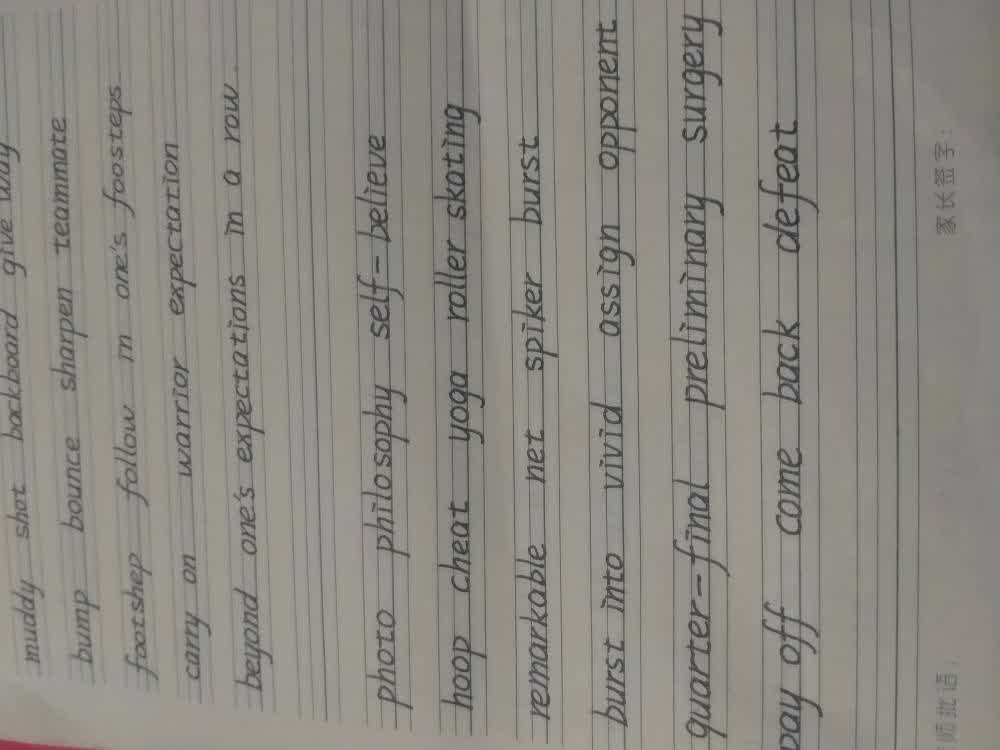 muddy shot backboard give way
bump bounce sharpen teammate
footshep follow in one's foosteps
carry on warrior expectation
beyond one's expectations in a row
photo philosophy self-believe
hoop cheat yoga roller skating
remarkable net spiker burst
burst into vivid assign opponent
quarter-final preliminary surgery
pay off come back defeat
师批语: 家长签字: